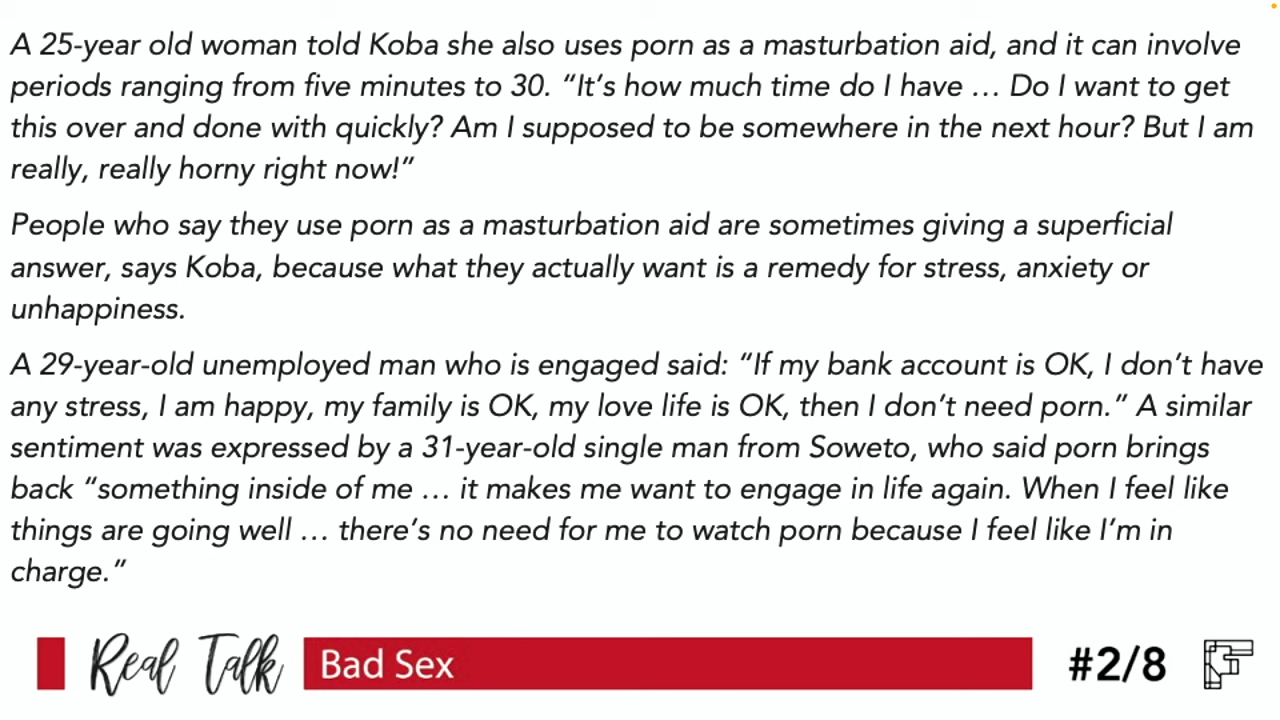 A 25-year old woman told Koba she also uses porn as a masturbation aid, and it can involve
periods ranging from five minutes to 30. “It’s how much time do I have … Do I want to get
this over and done with quickly? Am I supposed to be somewhere in the next hour? But I am
really, really horny right now!”
People who say they use porn as a masturbation aid are sometimes giving a superficial
answer, says Koba, because what they actually want is a remedy for stress, anxiety or
unhappiness.
A 29-year-old unemployed man who is engaged said: “If my bank account is OK, I don’t have
any stress, I am happy, my family is OK, my love life is OK, then I don’t need porn.” A similar
sentiment was expressed by a 31-year-old single man from Soweto, who said porn brings
back “something inside of me … it makes me want to engage in life again. When I feel like
things are going well … there’s no need for me to watch porn because I feel like I’m in
charge.”
Real Talk Bad Sex #2/8